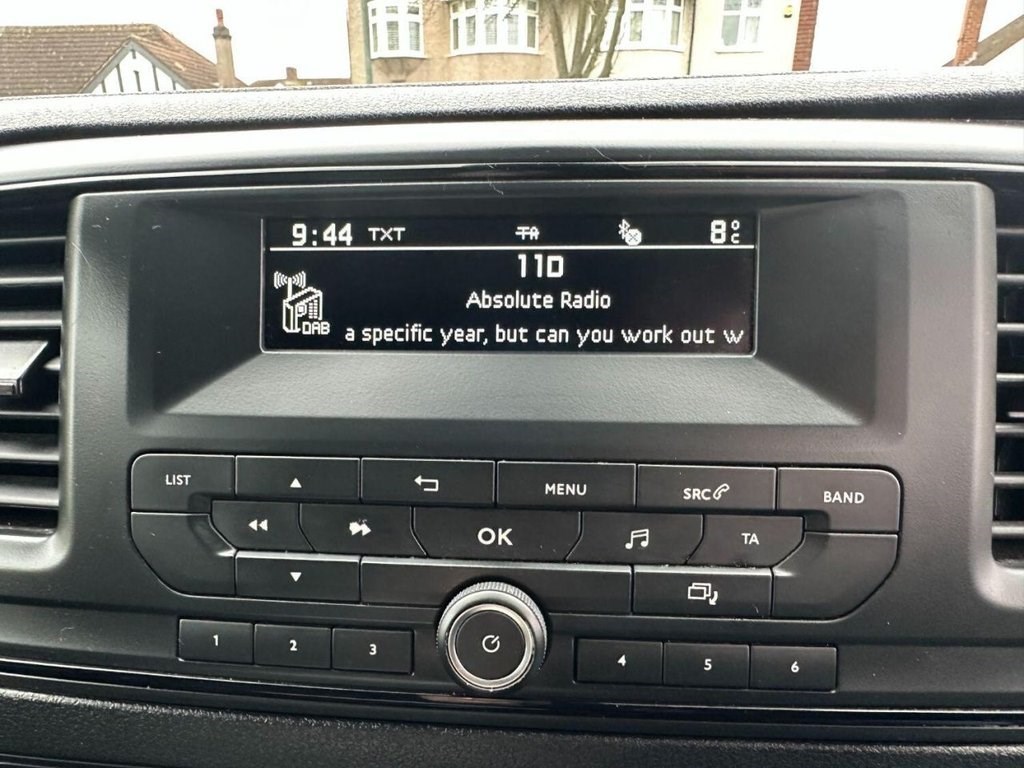 9:44 TXT TA 8°C
11D
Absolute Radio
DAB a specific year, but can you work out w
LIST MENU SRC BAND
OK TA
1 2 3 4 5 6